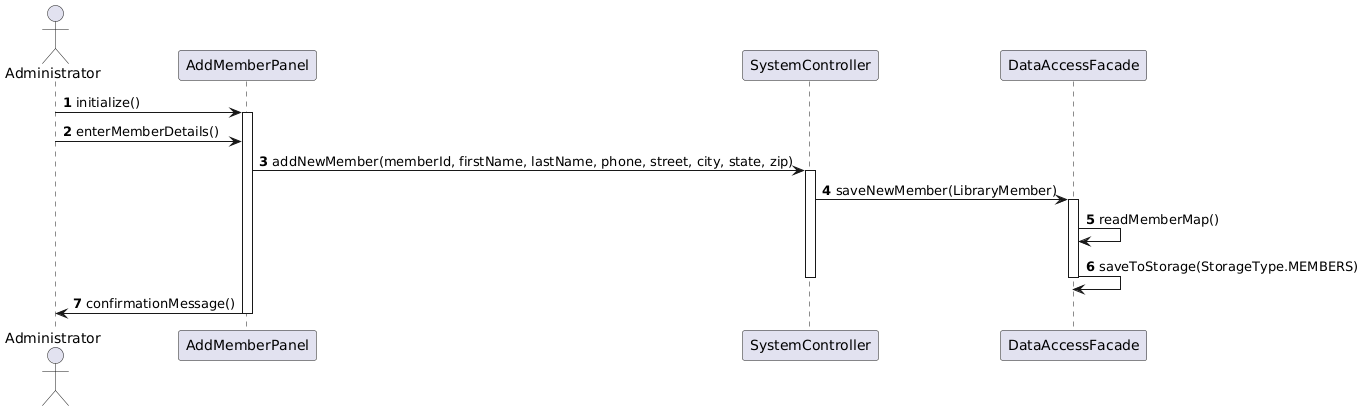 Administrator
AddMemberPanel
SystemController
DataAccessFacade
1 initialize()
2 enterMemberDetails()
3 addNewMember(memberId, firstName, lastName, phone, street, city, state, zip)
4 saveNewMember(LibraryMember)
5 readMemberMap()
6 saveToStorage(StorageType.MEMBERS)
7 confirmationMessage()
Administrator
AddMemberPanel
SystemController
DataAccessFacade